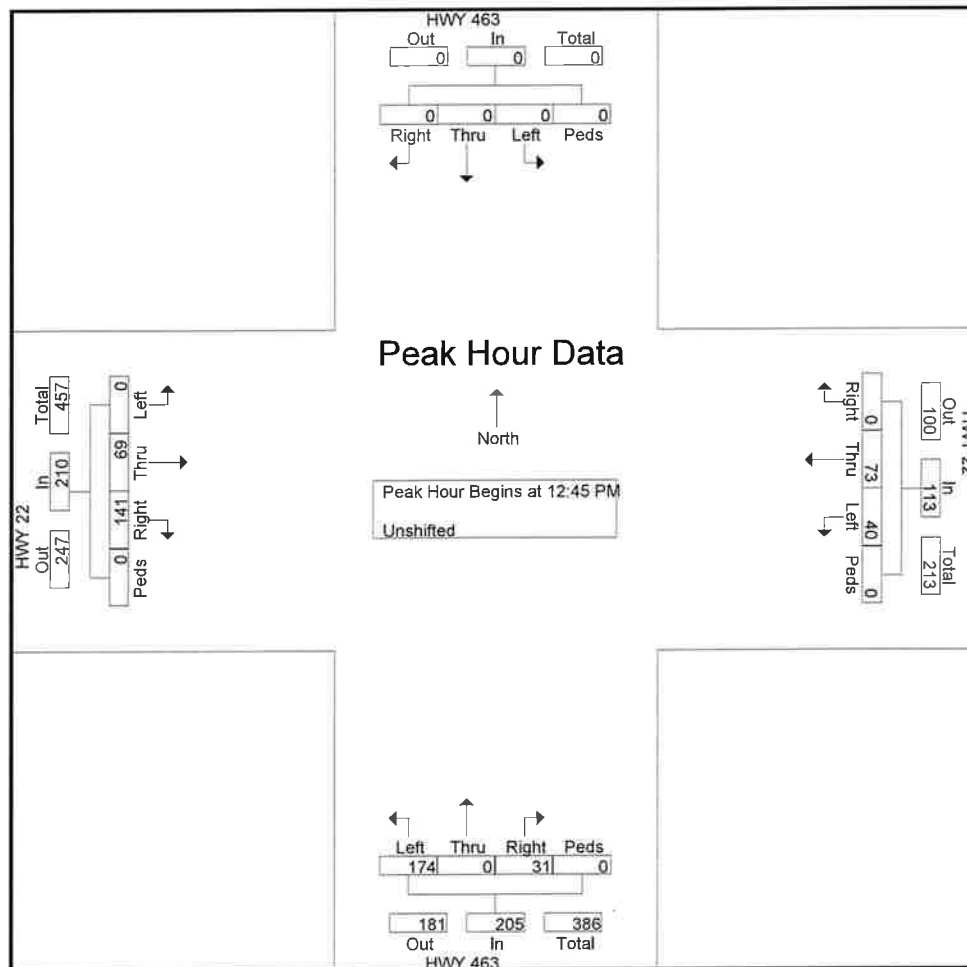 HWY 463
Out In Total
0 0 0
0 0 0 0
Right Thru Left Peds
Peak Hour Data
North
Peak Hour Begins at 12:45 PM
Unshifted
HWY 22
Out In Total
247 210 457
0 141 69 0
Peds Right Thru Left
Out In Total
100 113 213
0 73 40 0
Right Thru Left Peds
Left Thru Right Peds
174 0 31 0
181 205 386
Out In Total
HWY 463